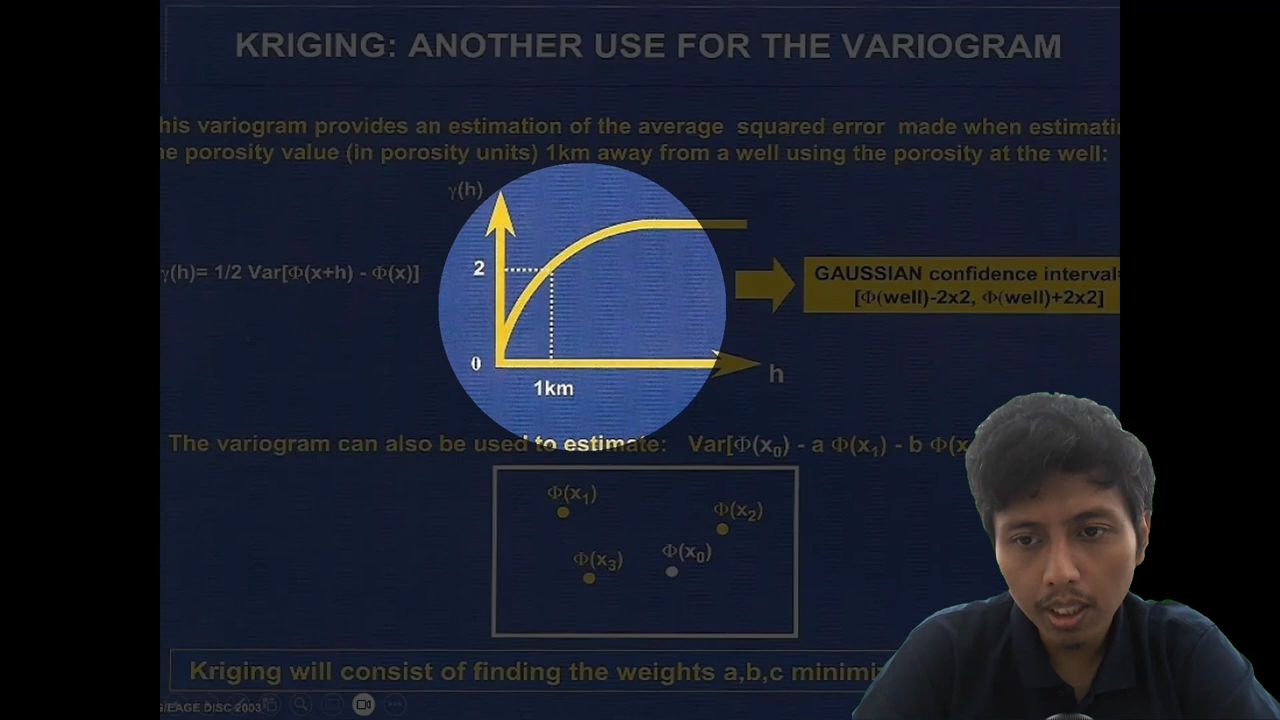 KRIGING: ANOTHER USE FOR THE VARIOGRAM
his variogram provides an estimation of the average squared error made when estimati
e porosity value (in porosity units) 1km away from a well using the porosity at the well:
γ(h)
2
γ(h)= 1/2 Var[Φ(x+h) - Φ(x)]
GAUSSIAN confidence interval=
[Φ(well)-2x2, Φ(well)+2x2]
0
h
1km
The variogram can also be used to estimate: Var[Φ(x₀) - a Φ(x₁) - b Φ(x
Φ(x₁)
Φ(x₂)
Φ(x₃)
Φ(x₀)
Kriging will consist of finding the weights a,b,c minimi
G/EAGE DISC 2003